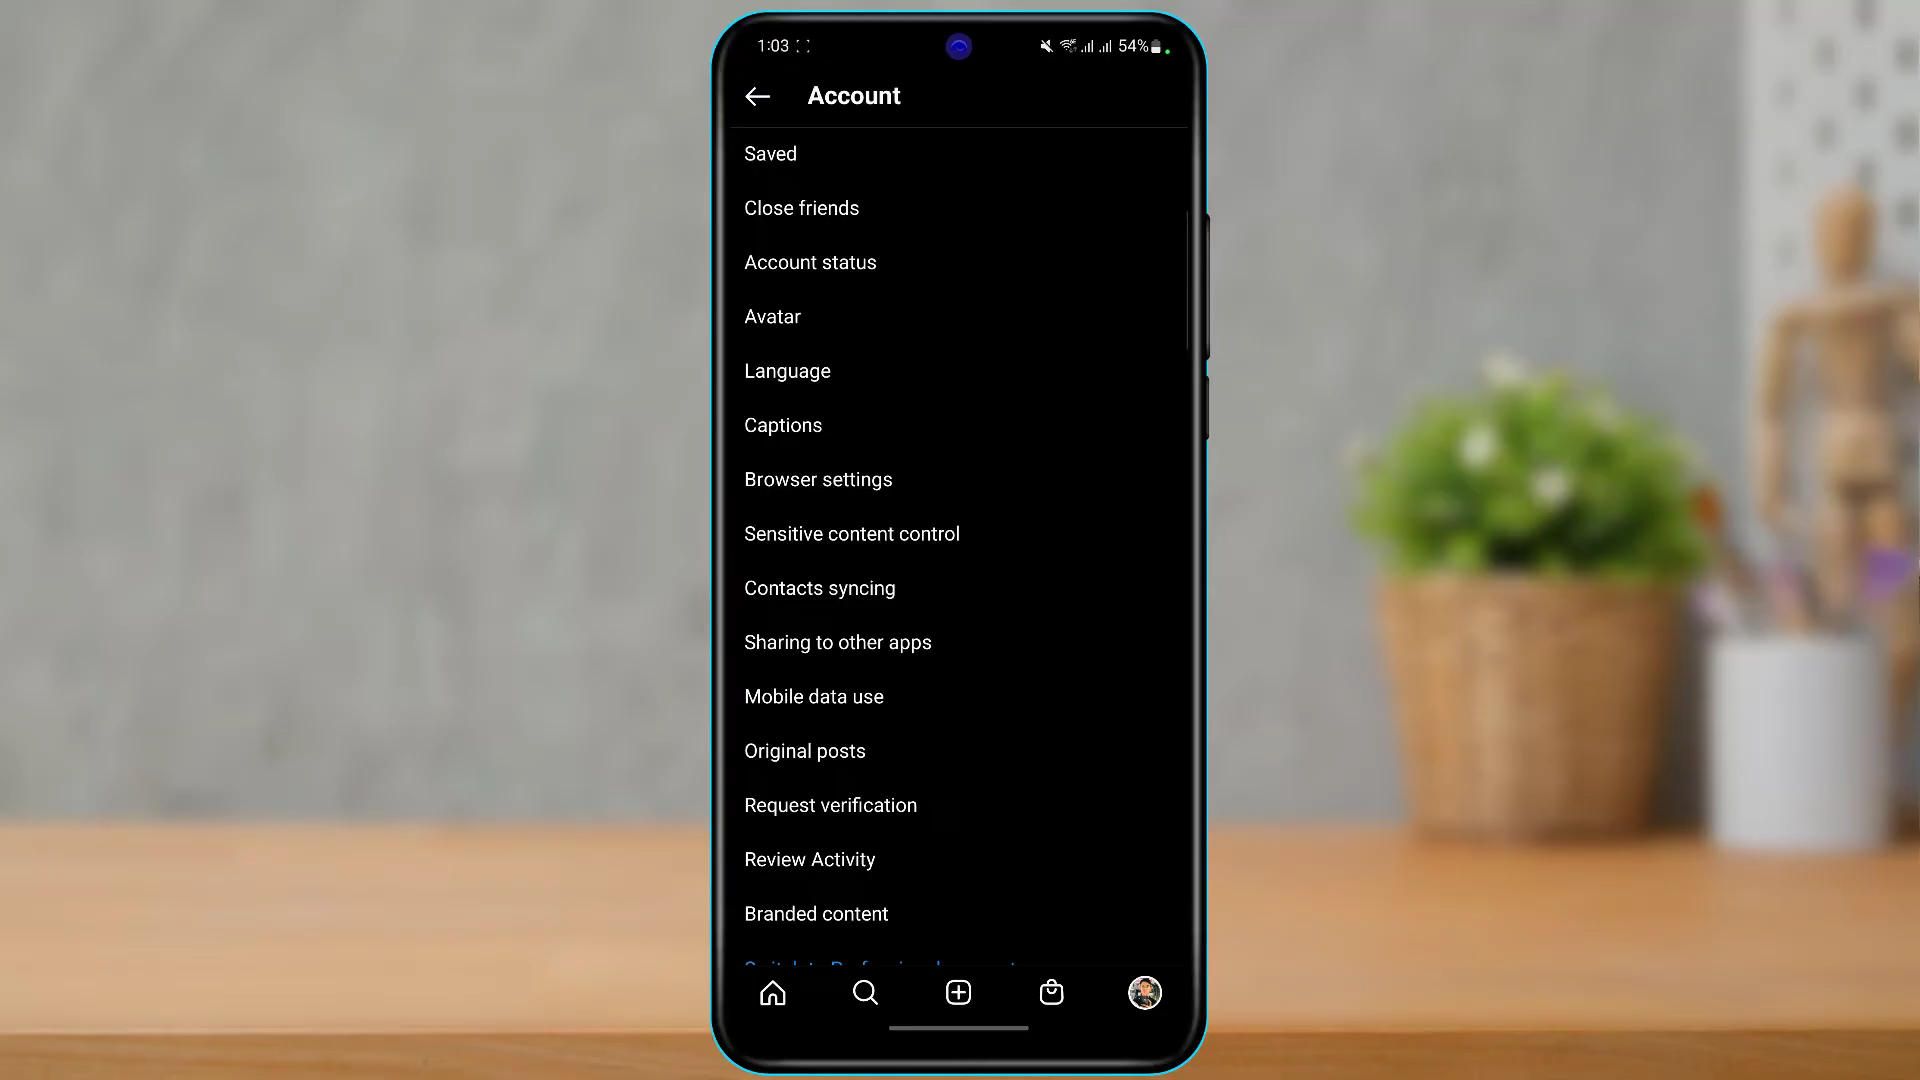 1:03
54%
Account
Saved
Close friends
Account status
Avatar
Language
Captions
Browser settings
Sensitive content control
Contacts syncing
Sharing to other apps
Mobile data use
Original posts
Request verification
Review Activity
Branded content